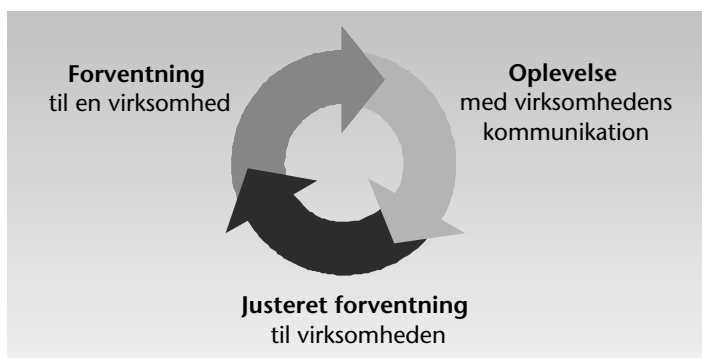 Forventning
til en virksomhed
Oplevelse
med virksomhedens
kommunikation
Justeret forventning
til virksomheden